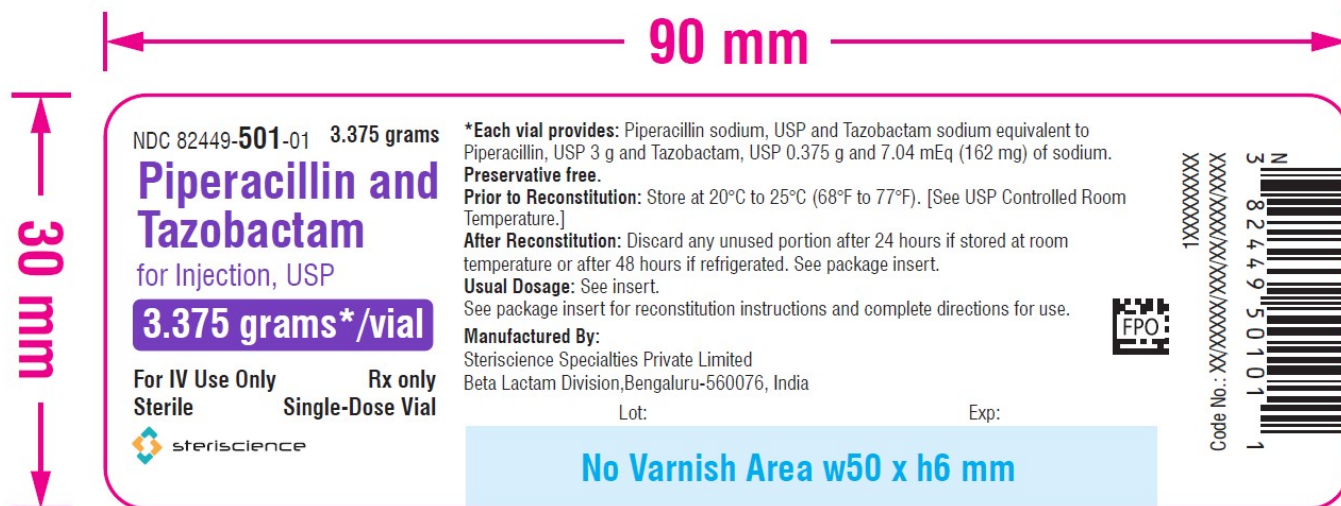 90 mm
30 mm
NDC 82449-501-01 3.375 grams
Piperacillin and
Tazobactam
for Injection, USP
3.375 grams*/vial
For IV Use Only Rx only
Sterile Single-Dose Vial
steriscience
*Each vial provides: Piperacillin sodium, USP and Tazobactam sodium equivalent to
Piperacillin, USP 3 g and Tazobactam, USP 0.375 g and 7.04 mEq (162 mg) of sodium.
Preservative free.
Prior to Reconstitution: Store at 20°C to 25°C (68°F to 77°F). [See USP Controlled Room
Temperature.]
After Reconstitution: Discard any unused portion after 24 hours if stored at room
temperature or after 48 hours if refrigerated. See package insert.
Usual Dosage: See insert.
See package insert for reconstitution instructions and complete directions for use.
Manufactured By:
Steriscience Specialties Private Limited
Beta Lactam Division,Bengaluru-560076, India
Lot: Exp:
No Varnish Area w50 x h6 mm
FPO
1XXXXXXXX
Code No.: XX/XXXX/XX/XX/XX/XXX/XX/XXX
N
3 82449 50101 1